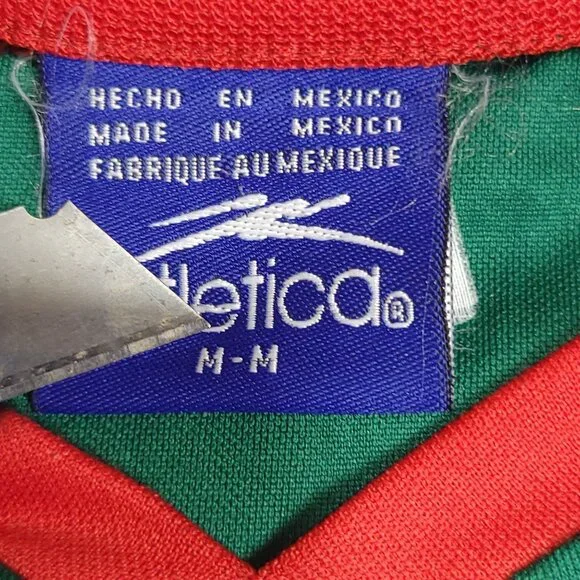 HECHO EN MEXICO
MADE IN MEXICO
FABRIQUE AU MEXIQUE
tletica®
M-M